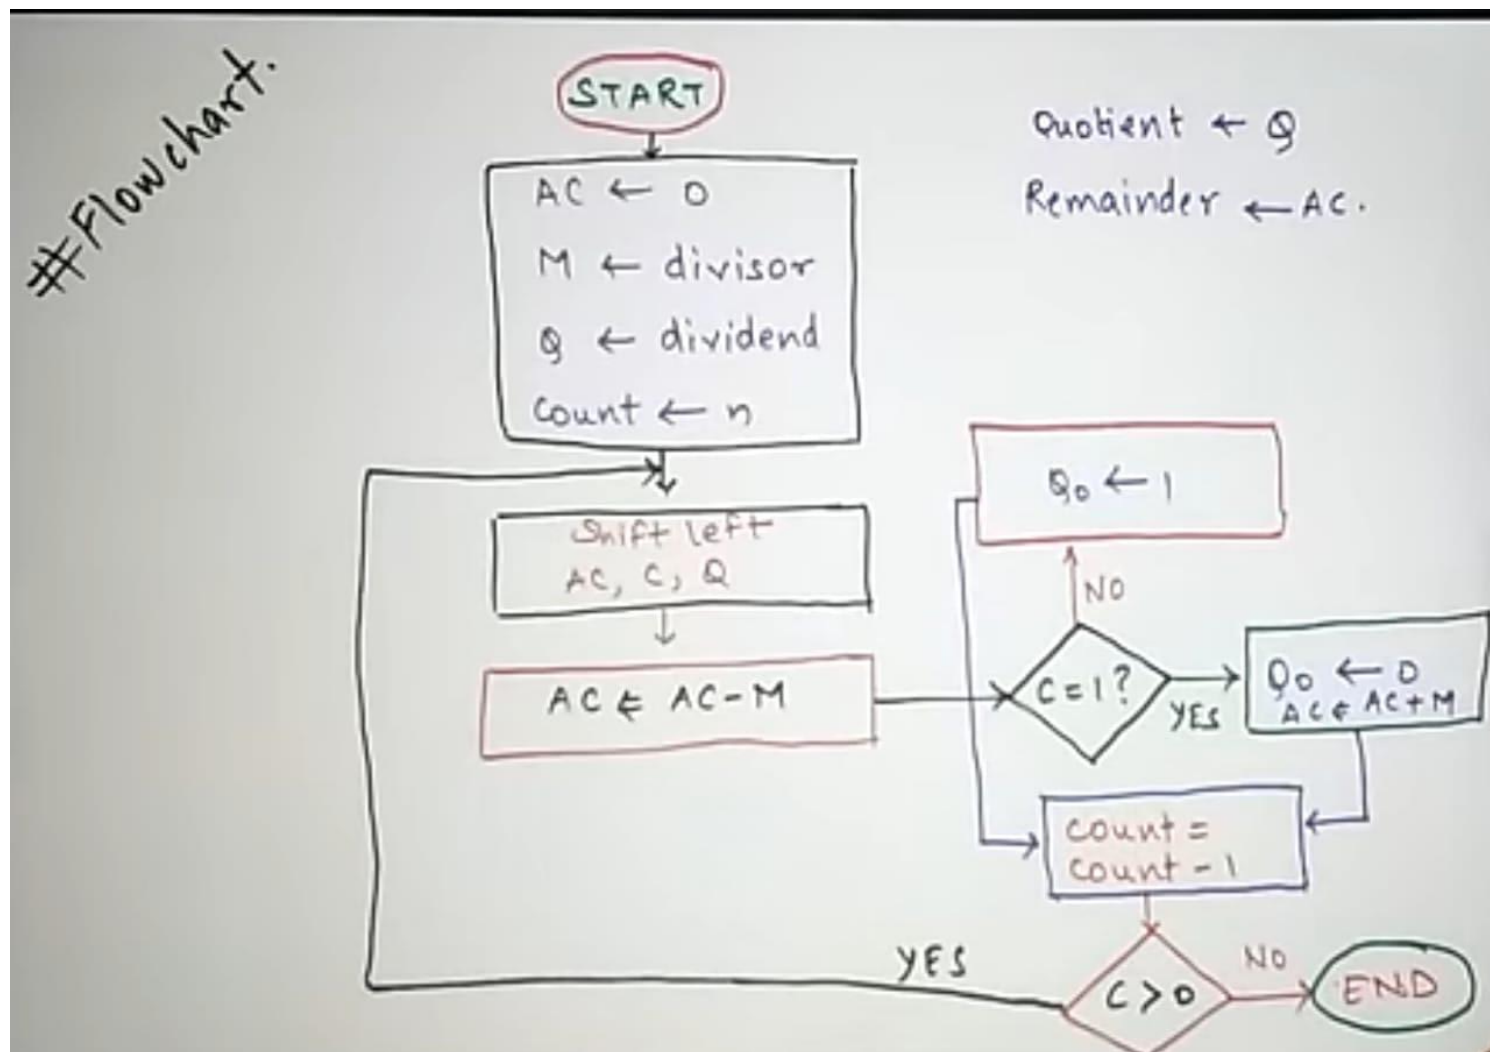 #Flowchart.
START
Quotient ← Q
Remainder ← AC.
AC ← 0
M ← divisor
Q ← dividend
Count ← n
Shift left
AC, C, Q
AC ← AC - M
Q0 ← 1
NO
C = 1 ?
YES
Q0 ← 0
AC ← AC + M
count =
count - 1
YES
C > 0
NO
END